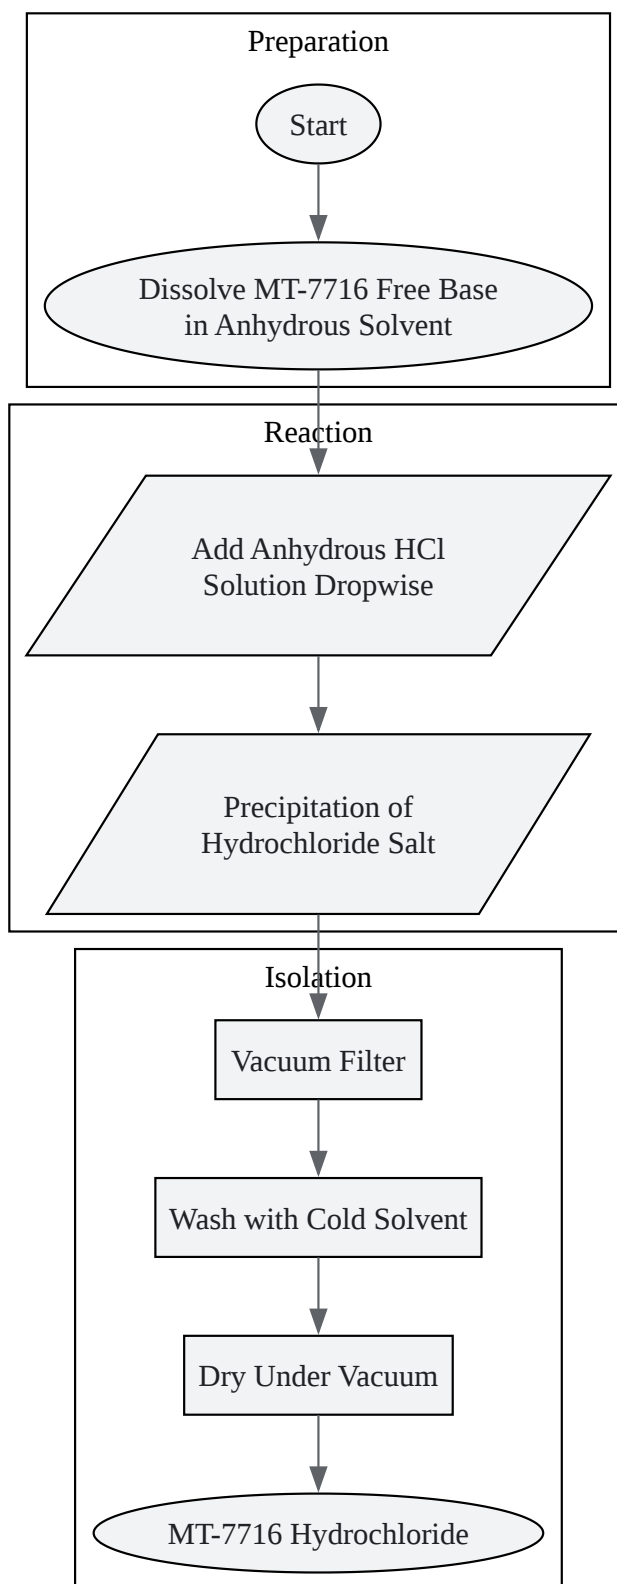 Preparation
Start
Dissolve MT-7716 Free Base
in Anhydrous Solvent
Reaction
Add Anhydrous HCl
Solution Dropwise
Precipitation of
Hydrochloride Salt
Isolation
Vacuum Filter
Wash with Cold Solvent
Dry Under Vacuum
MT-7716 Hydrochloride